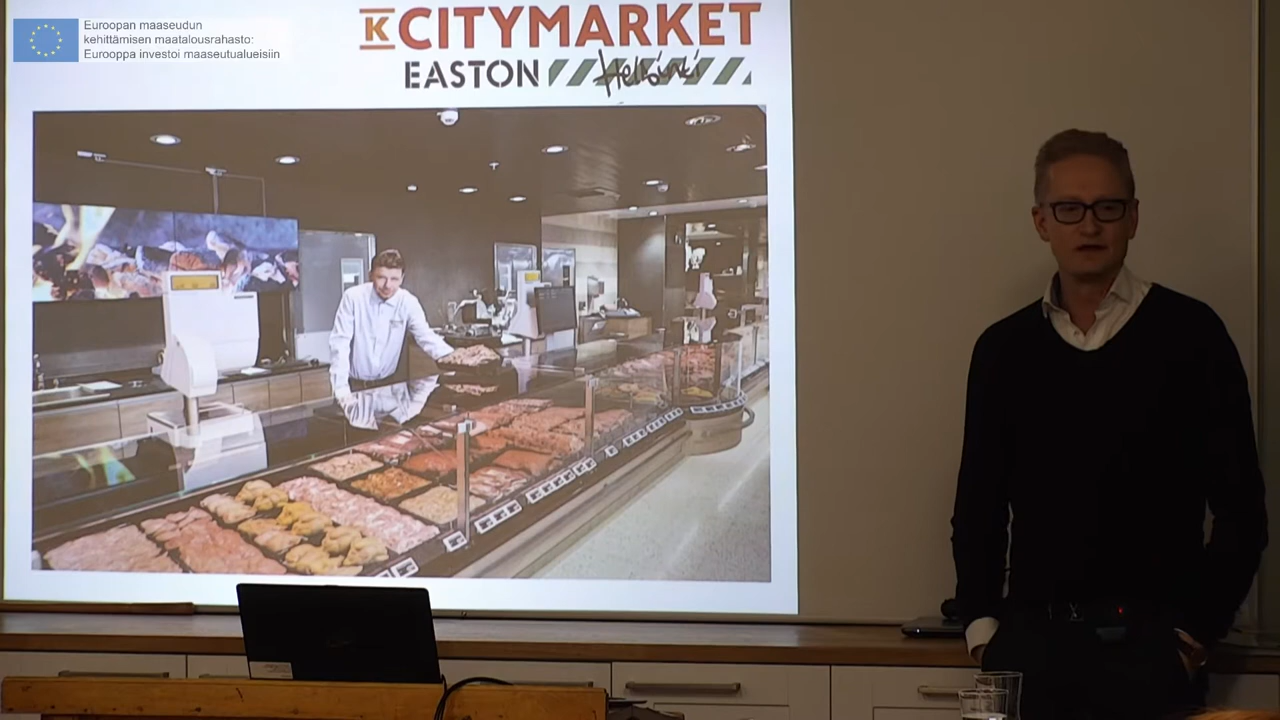 Euroopan maaseudun
kehittämisen maatalousrahasto:
Eurooppa investoi maaseutualueisiin
K CITYMARKET
EASTON Helsinki